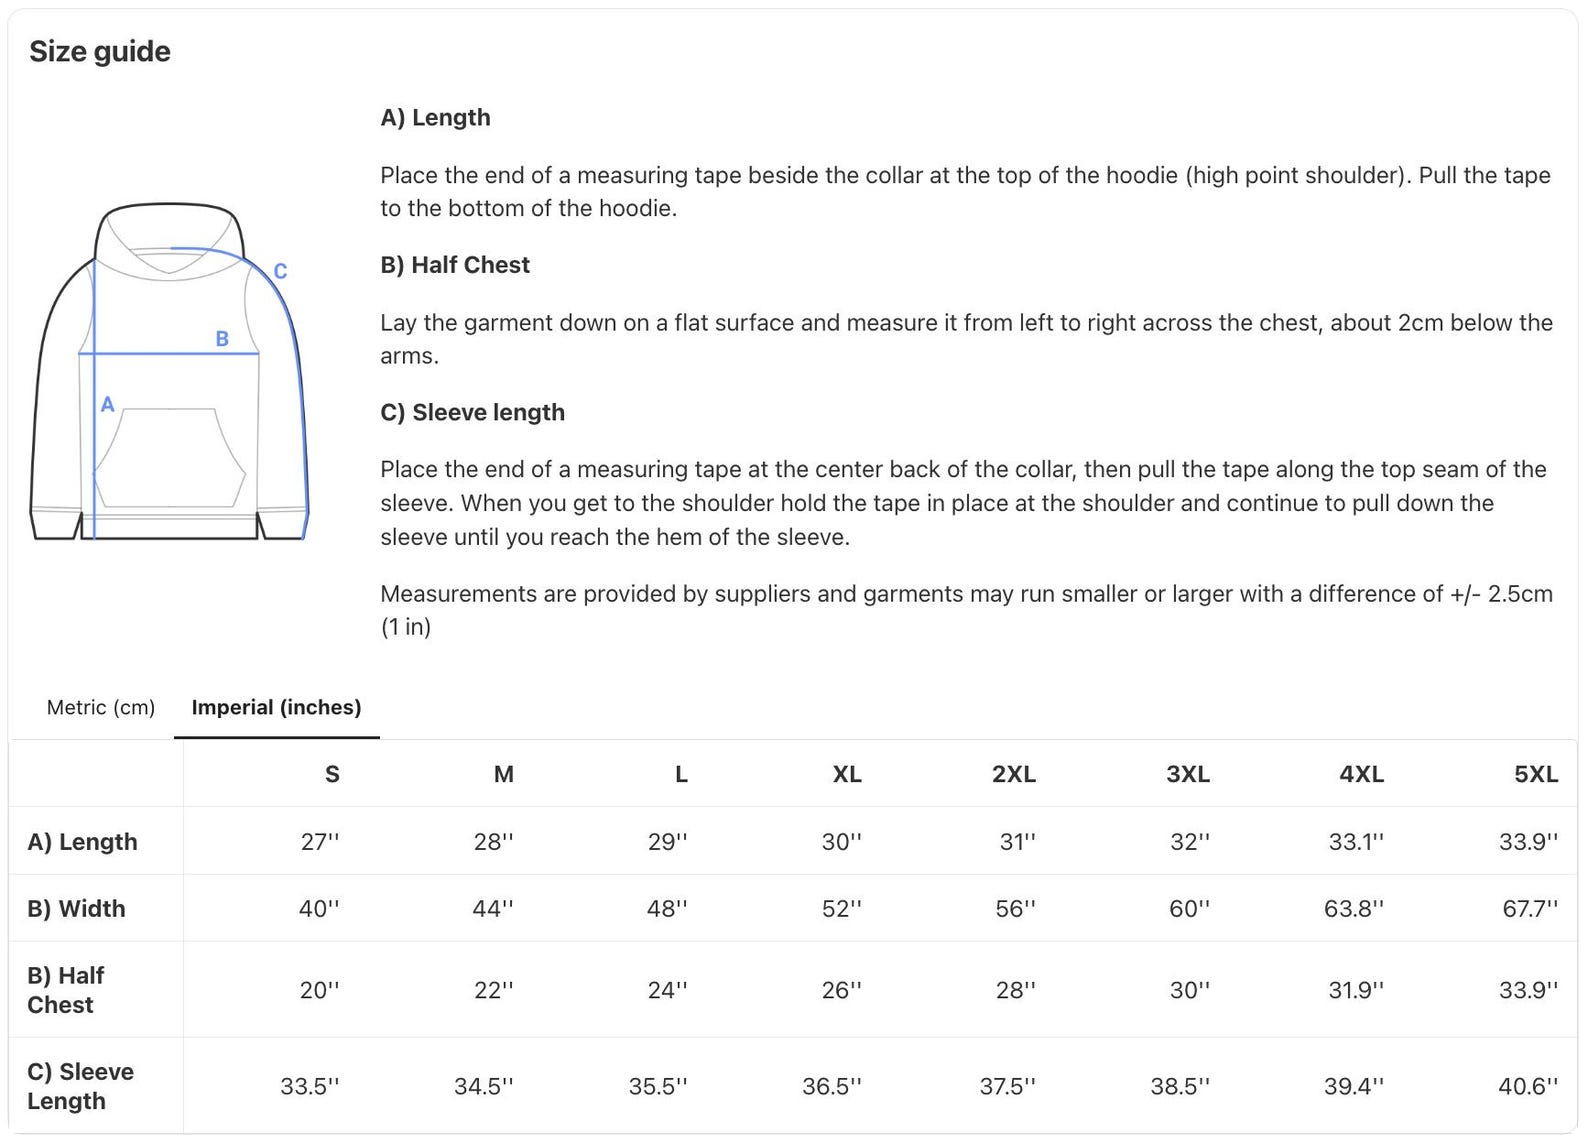 Size guide
A) Length
Place the end of a measuring tape beside the collar at the top of the hoodie (high point shoulder). Pull the tape
to the bottom of the hoodie.
B) Half Chest
Lay the garment down on a flat surface and measure it from left to right across the chest, about 2cm below the
arms.
C) Sleeve length
Place the end of a measuring tape at the center back of the collar, then pull the tape along the top seam of the
sleeve. When you get to the shoulder hold the tape in place at the shoulder and continue to pull down the
sleeve until you reach the hem of the sleeve.
Measurements are provided by suppliers and garments may run smaller or larger with a difference of +/- 2.5cm
(1 in)
C
B
A
Metric (cm) Imperial (inches)
S M L XL 2XL 3XL 4XL 5XL
A) Length 27'' 28'' 29'' 30'' 31'' 32'' 33.1'' 33.9''
B) Width 40'' 44'' 48'' 52'' 56'' 60'' 63.8'' 67.7''
B) Half
Chest 20'' 22'' 24'' 26'' 28'' 30'' 31.9'' 33.9''
C) Sleeve
Length 33.5'' 34.5'' 35.5'' 36.5'' 37.5'' 38.5'' 39.4'' 40.6''